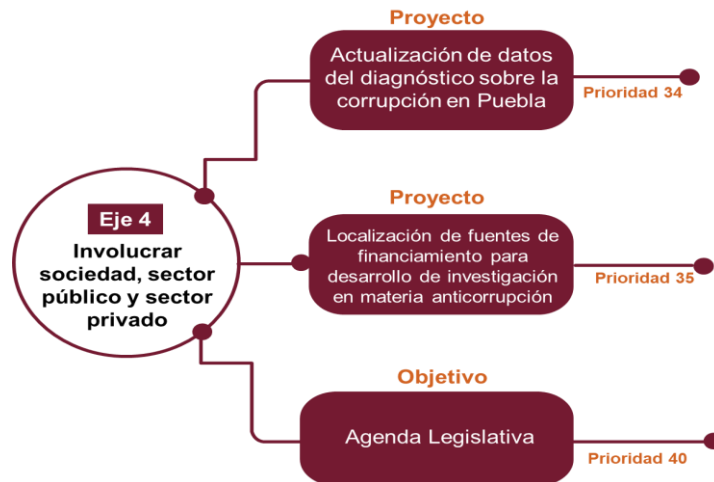 Proyecto
Actualización de datos
del diagnóstico sobre la
corrupción en Puebla
Prioridad 34
Eje 4
Involucrar
sociedad, sector
público y sector
privado
Proyecto
Localización de fuentes de
financiamiento para
desarrollo de investigación
en materia anticorrupción
Prioridad 35
Objetivo
Agenda Legislativa
Prioridad 40